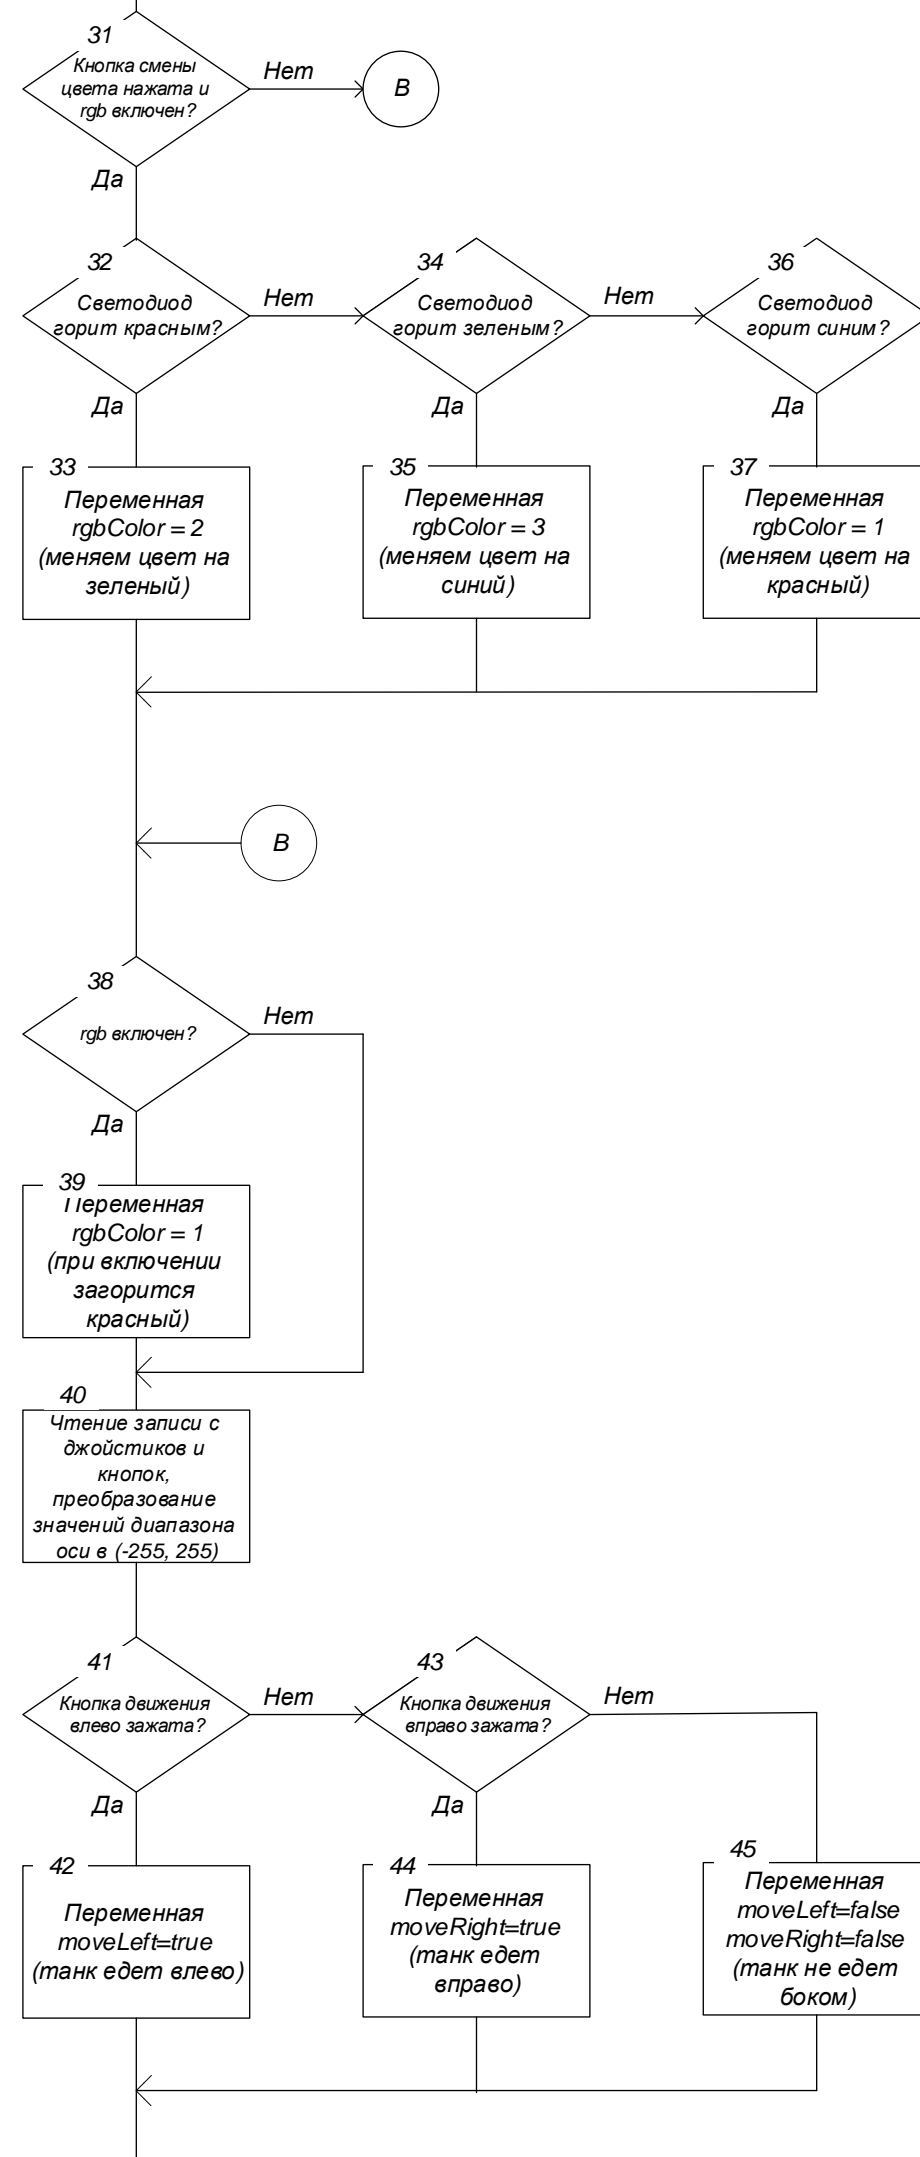 31
Кнопка смены
цвета нажата и
rgb включен?
Нет
В
Да
32
Светодиод
горит красным?
Нет
34
Светодиод
горит зеленым?
Нет
36
Светодиод
горит синим?
Да
Да
Да
33
Переменная
rgbColor = 2
(меняем цвет на
зеленый)
35
Переменная
rgbColor = 3
(меняем цвет на
синий)
37
Переменная
rgbColor = 1
(меняем цвет на
красный)
В
38
rgb включен?
Нет
Да
39
Переменная
rgbColor = 1
(при включении
загорится
красный)
40
Чтение записи с
джойстиков и
кнопок,
преобразование
значений диапазона
оси в (-255, 255)
41
Кнопка движения
влево зажата?
Нет
43
Кнопка движения
вправо зажата?
Нет
Да
Да
42
Переменная
moveLeft=true
(танк едет влево)
44
Переменная
moveRight=true
(танк едет
вправо)
45
Переменная
moveLeft=false
moveRight=false
(танк не едет
боком)